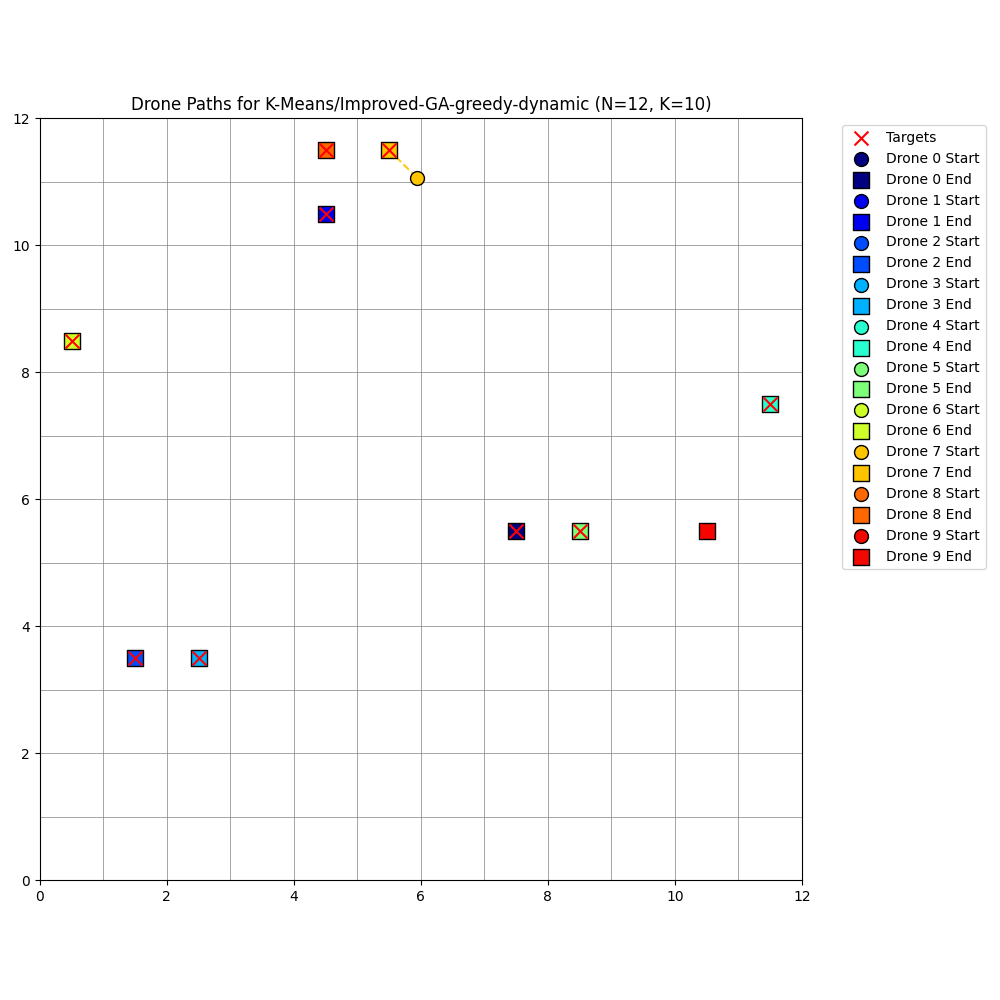 Drone Paths for K-Means/Improved-GA-greedy-dynamic (N=12, K=10)
12
10
8
6
4
2
0
0 2 4 6 8 10 12
Targets
Drone 0 Start
Drone 0 End
Drone 1 Start
Drone 1 End
Drone 2 Start
Drone 2 End
Drone 3 Start
Drone 3 End
Drone 4 Start
Drone 4 End
Drone 5 Start
Drone 5 End
Drone 6 Start
Drone 6 End
Drone 7 Start
Drone 7 End
Drone 8 Start
Drone 8 End
Drone 9 Start
Drone 9 End